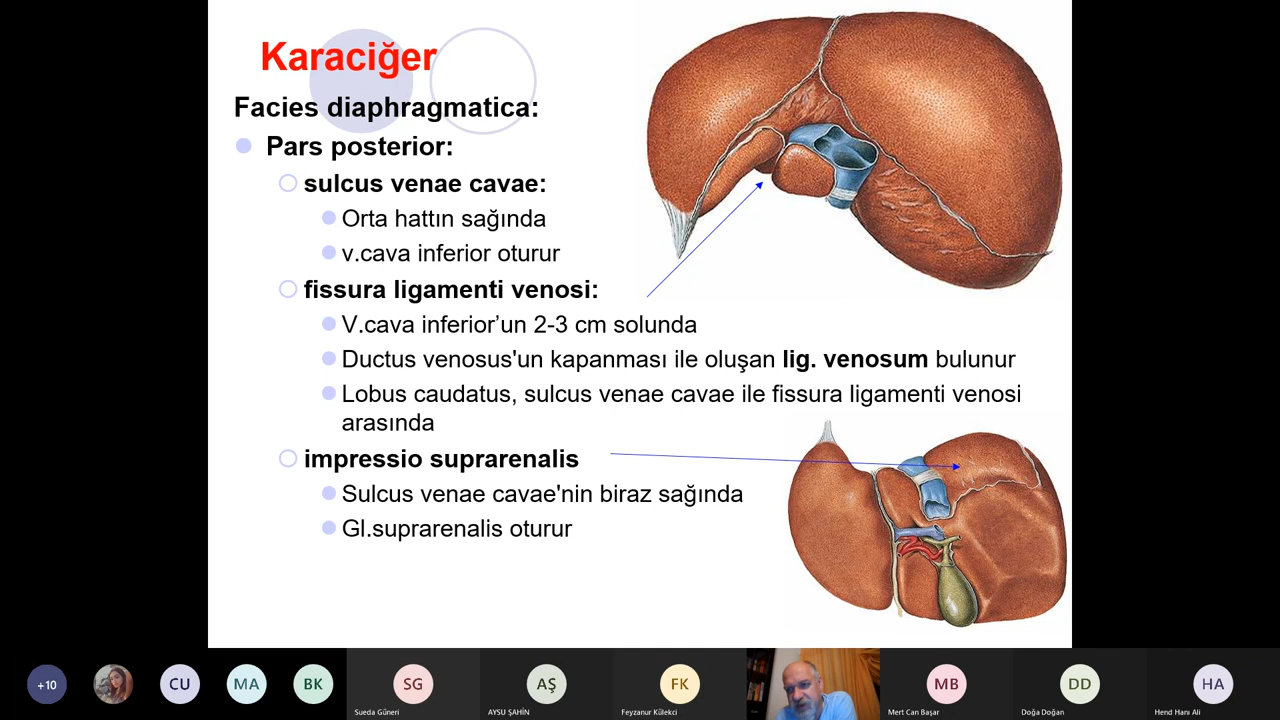 Karaciğer
Facies diaphragmatica:
Pars posterior:
sulcus venae cavae:
Orta hattın sağında
v.cava inferior oturur
fissura ligamenti venosi:
V.cava inferior’un 2-3 cm solunda
Ductus venosus'un kapanması ile oluşan lig. venosum bulunur
Lobus caudatus, sulcus venae cavae ile fissura ligamenti venosi
arasında
impressio suprarenalis
Sulcus venae cavae'nin biraz sağında
Gl.suprarenalis oturur
+10
CU
MA
BK
SG
AŞ
FK
MB
DD
HA
Sueda Güneri
AYSU ŞAHİN
Feyzanur Külekci
Mert Can Başar
Doğa Doğan
Hend Hani Ali